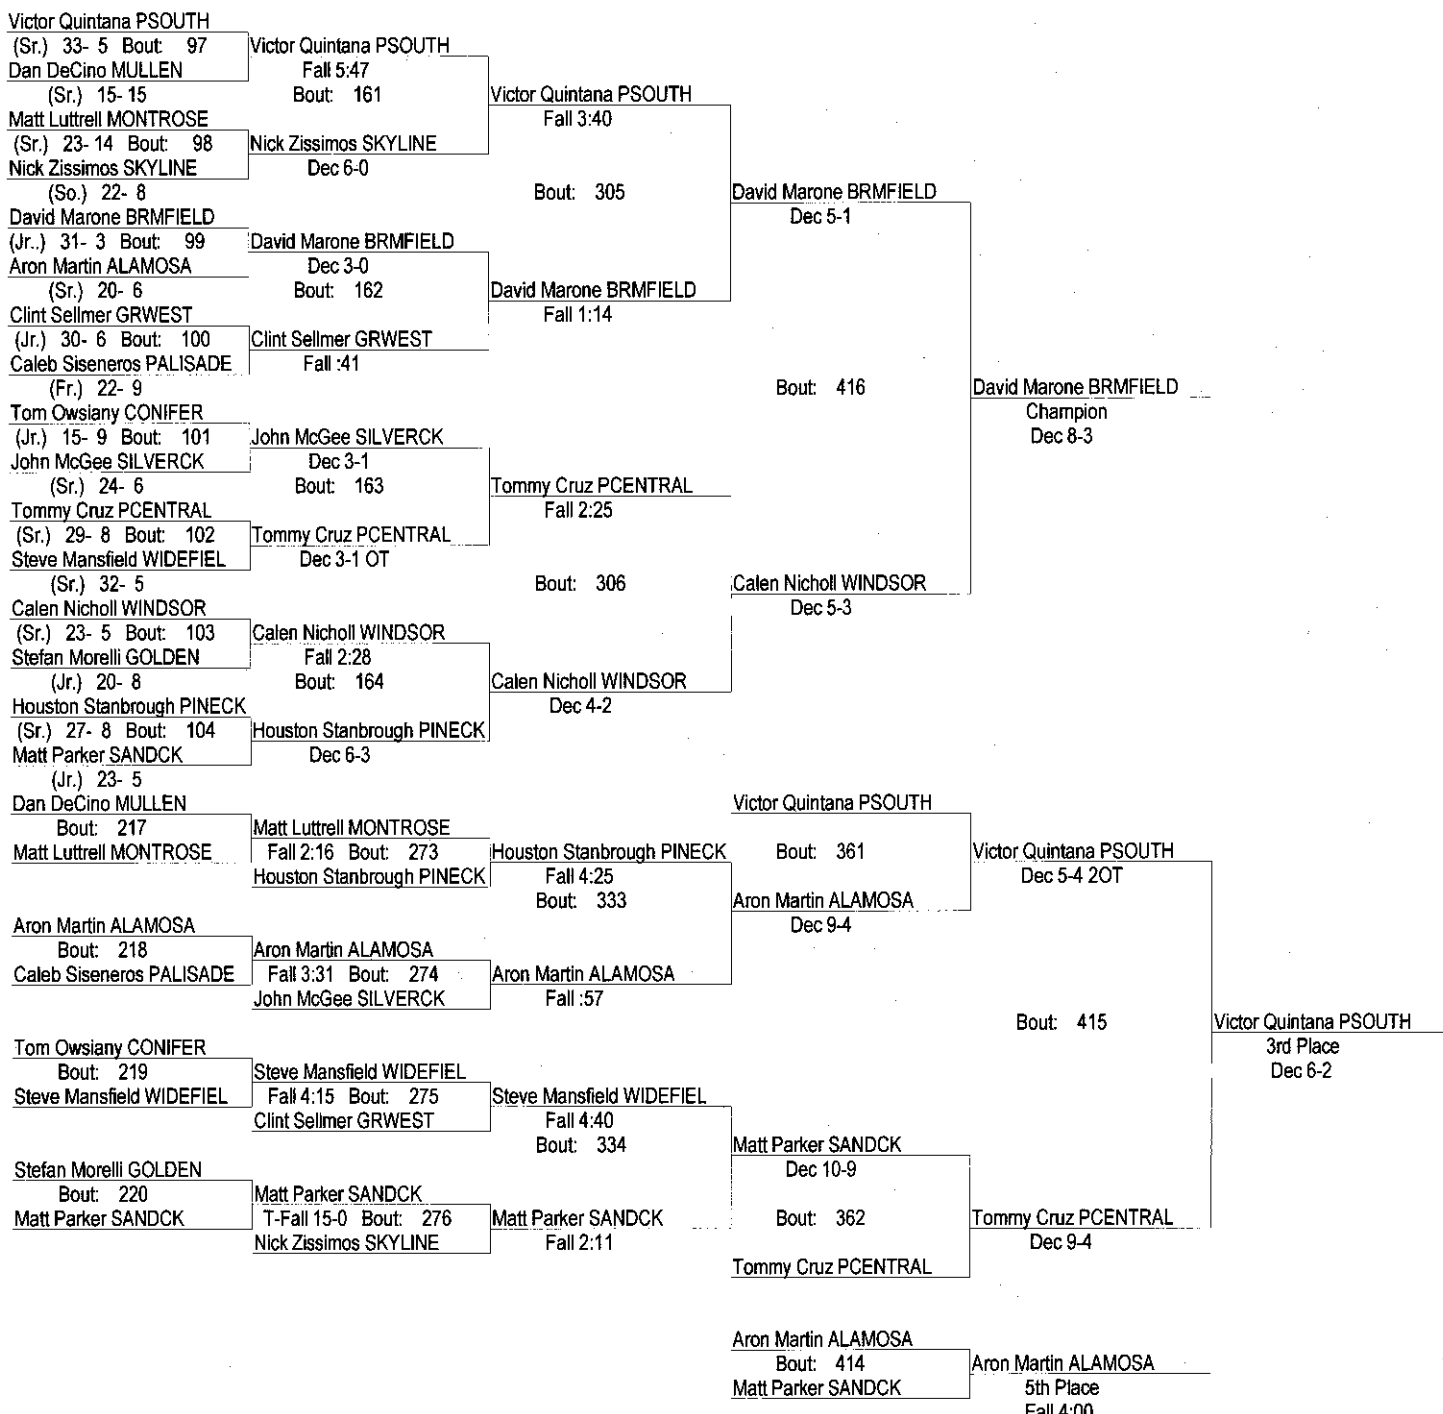 Victor Quintana PSOUTH
(Sr.) 33- 5 Bout: 97
Dan DeCino MULLEN
(Sr.) 15- 15
Matt Luttrell MONTROSE
(Sr.) 23- 14 Bout: 98
Nick Zissimos SKYLINE
(So.) 22- 8
David Marone BRMFIELD
(Jr..) 31- 3 Bout: 99
Aron Martin ALAMOSA
(Sr.) 20- 6
Clint Sellmer GRWEST
(Jr.) 30- 6 Bout: 100
Caleb Siseneros PALISADE
(Fr.) 22- 9
Tom Owsiany CONIFER
(Jr.) 15- 9 Bout: 101
John McGee SILVERCK
(Sr.) 24- 6
Tommy Cruz PCENTRAL
(Sr.) 29- 8 Bout: 102
Steve Mansfield WIDEFIEL
(Sr.) 32- 5
Calen Nicholl WINDSOR
(Sr.) 23- 5 Bout: 103
Stefan Morelli GOLDEN
(Jr.) 20- 8
Houston Stanbrough PINECK
(Sr.) 27- 8 Bout: 104
Matt Parker SANDCK
(Jr.) 23- 5
Victor Quintana PSOUTH
Fall 5:47
Bout: 161
Nick Zissimos SKYLINE
Dec 6-0
David Marone BRMFIELD
Dec 3-0
Bout: 162
Clint Sellmer GRWEST
Fall :41
John McGee SILVERCK
Dec 3-1
Bout: 163
Tommy Cruz PCENTRAL
Dec 3-1 OT
Calen Nicholl WINDSOR
Fall 2:28
Bout: 164
Houston Stanbrough PINECK
Dec 6-3
Victor Quintana PSOUTH
Fall 3:40
Bout: 305
David Marone BRMFIELD
Fall 1:14
Tommy Cruz PCENTRAL
Fall 2:25
Bout: 306
Calen Nicholl WINDSOR
Dec 4-2
David Marone BRMFIELD
Dec 5-1
Bout: 416
Calen Nicholl WINDSOR
Dec 5-3
David Marone BRMFIELD
Champion
Dec 8-3
Dan DeCino MULLEN
Bout: 217
Matt Luttrell MONTROSE
Aron Martin ALAMOSA
Bout: 218
Caleb Siseneros PALISADE
Tom Owsiany CONIFER
Bout: 219
Steve Mansfield WIDEFIEL
Stefan Morelli GOLDEN
Bout: 220
Matt Parker SANDCK
Matt Luttrell MONTROSE
Fall 2:16 Bout: 273
Houston Stanbrough PINECK
Aron Martin ALAMOSA
Fall 3:31 Bout: 274
John McGee SILVERCK
Steve Mansfield WIDEFIEL
Fall 4:15 Bout: 275
Clint Sellmer GRWEST
Matt Parker SANDCK
T-Fall 15-0 Bout: 276
Nick Zissimos SKYLINE
Houston Stanbrough PINECK
Fall 4:25
Bout: 333
Aron Martin ALAMOSA
Fall :57
Steve Mansfield WIDEFIEL
Fall 4:40
Bout: 334
Matt Parker SANDCK
Fall 2:11
Victor Quintana PSOUTH
Bout: 361
Aron Martin ALAMOSA
Dec 9-4
Matt Parker SANDCK
Dec 10-9
Bout: 362
Tommy Cruz PCENTRAL
Victor Quintana PSOUTH
Dec 5-4 2OT
Bout: 415
Tommy Cruz PCENTRAL
Dec 9-4
Victor Quintana PSOUTH
3rd Place
Dec 6-2
Aron Martin ALAMOSA
Bout: 414
Matt Parker SANDCK
Aron Martin ALAMOSA
5th Place
Fall 4:00